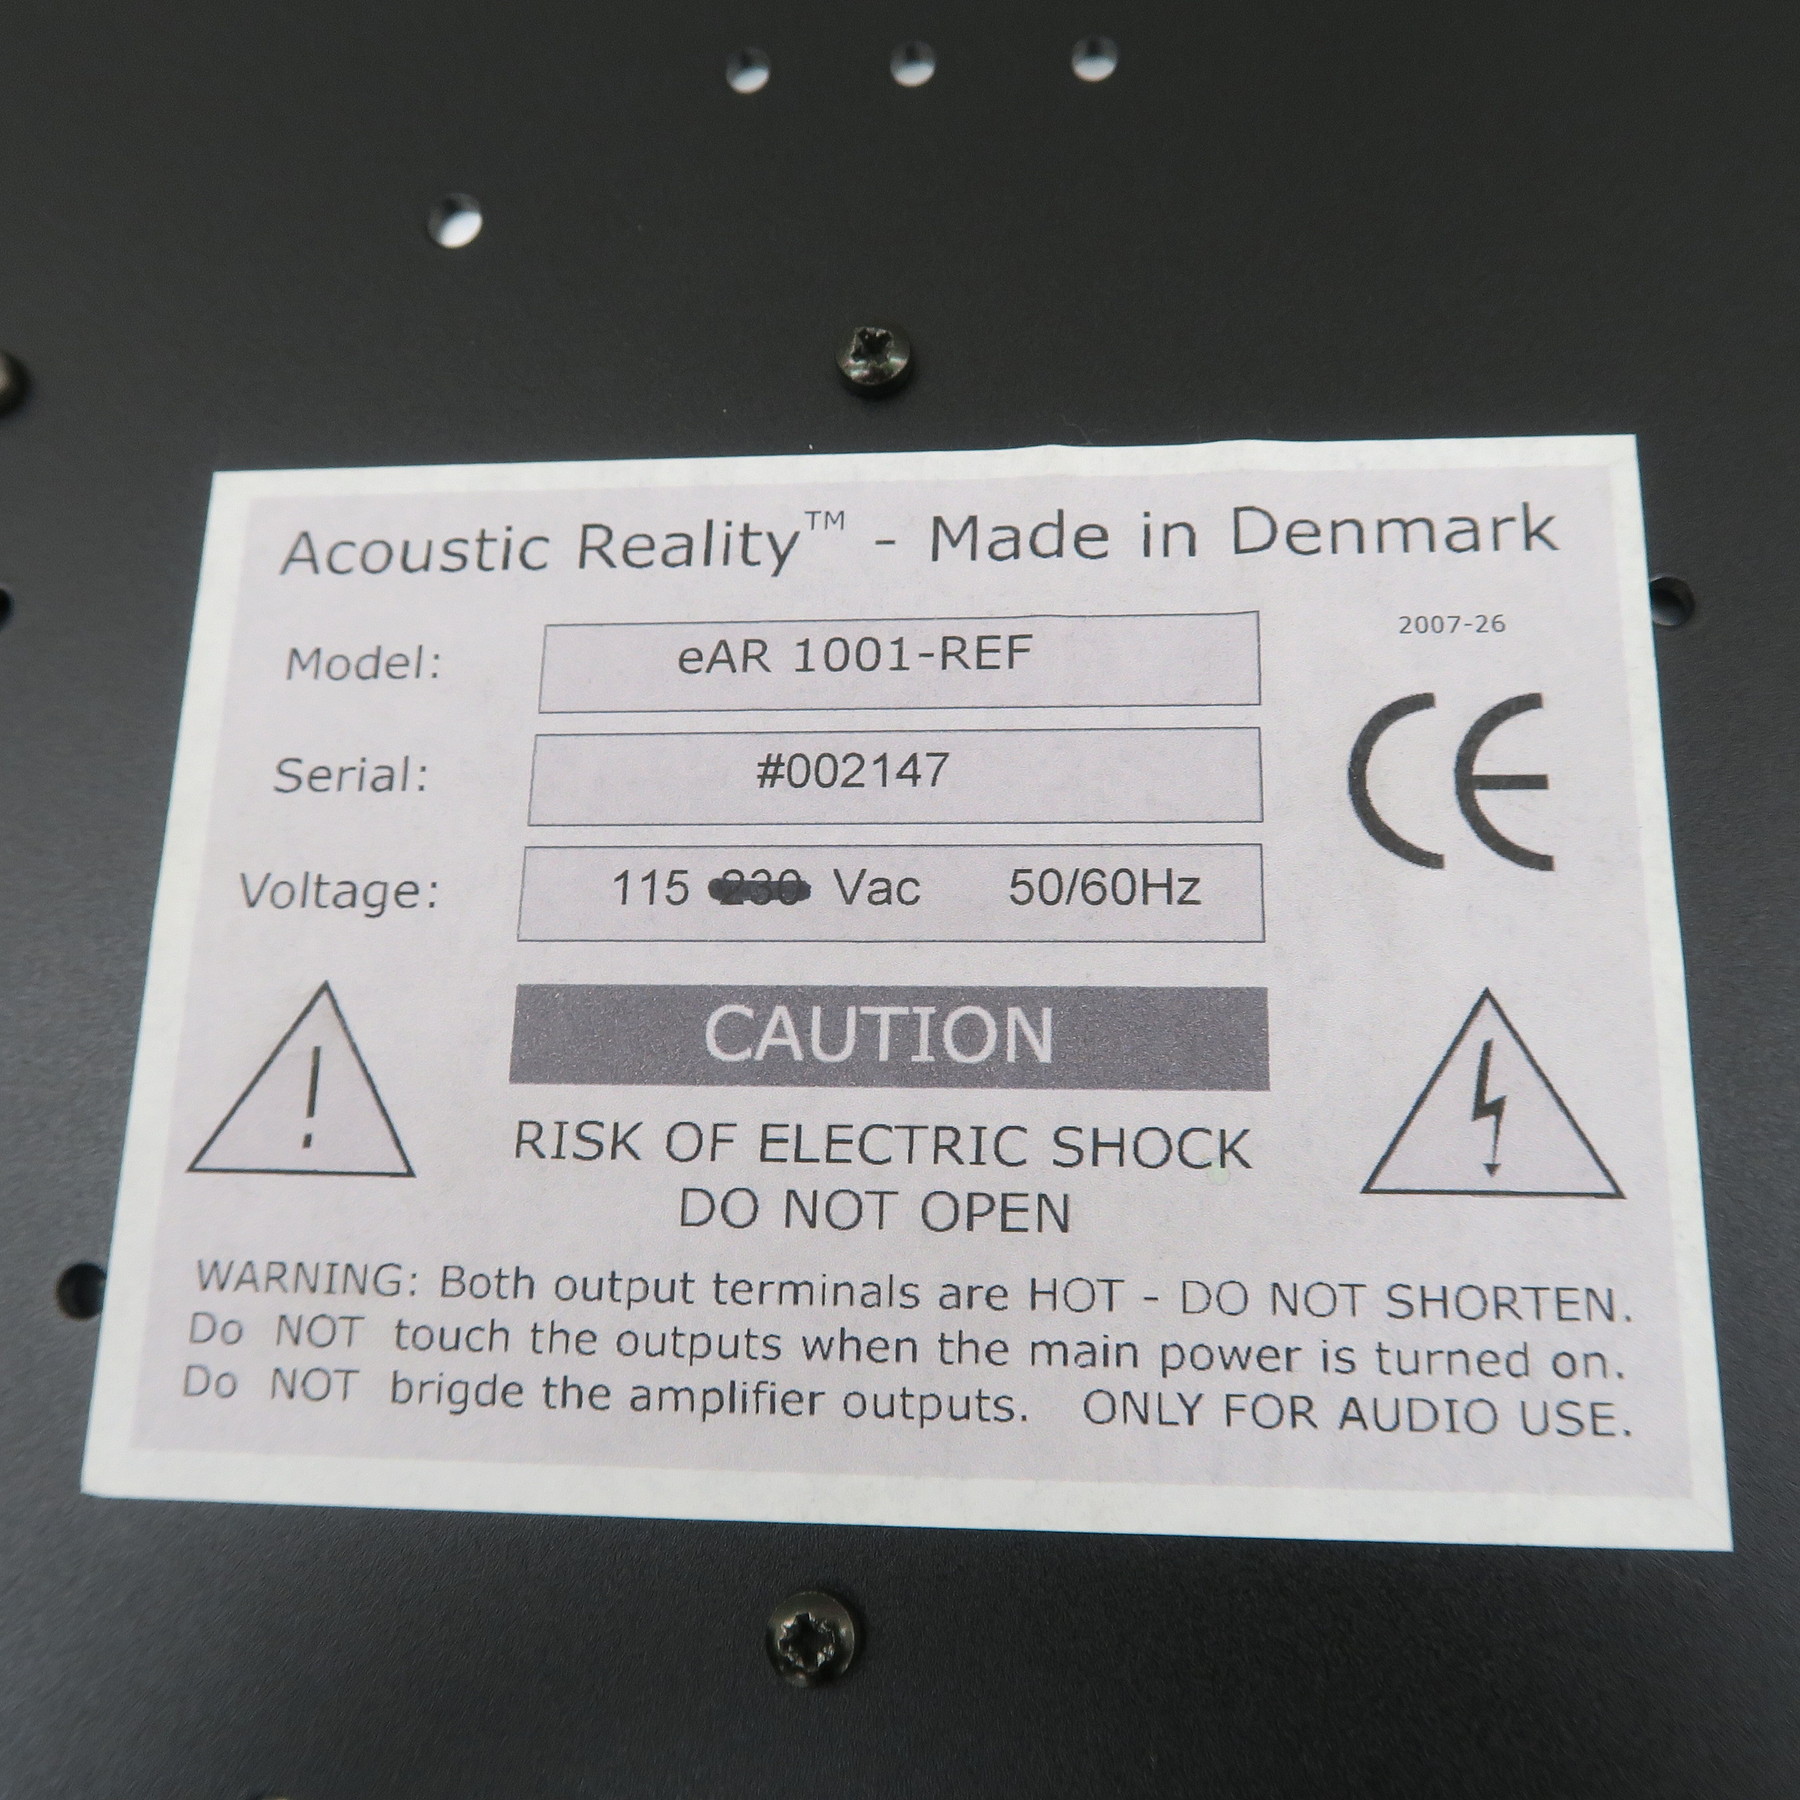 Acoustic Reality™ - Made in Denmark
Model: eAR 1001-REF
2007-26
Serial: #002147
CE
Voltage: 115 230 Vac 50/60Hz
CAUTION
RISK OF ELECTRIC SHOCK
DO NOT OPEN
WARNING: Both output terminals are HOT - DO NOT SHORTEN.
Do NOT touch the outputs when the main power is turned on.
Do NOT brigde the amplifier outputs. ONLY FOR AUDIO USE.